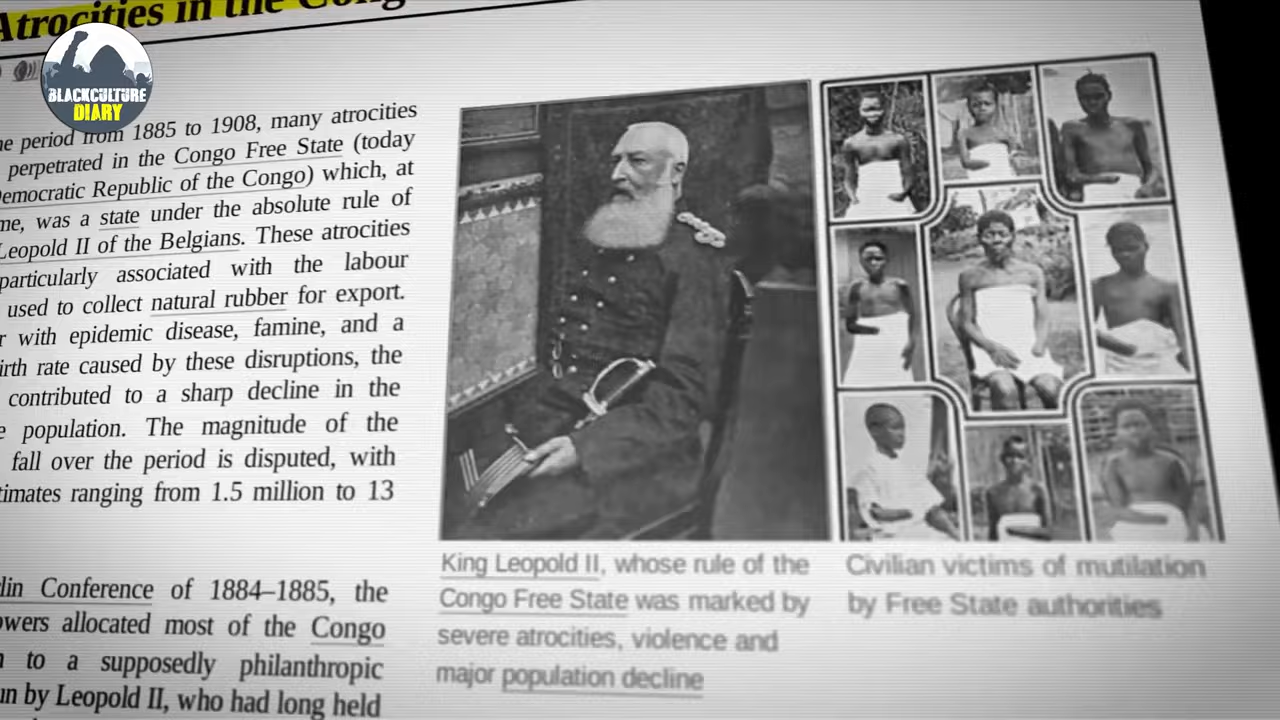 Atrocities in the Cong
BLACKCULTURE
DIARY
he period from 1885 to 1908, many atrocities
perpetrated in the Congo Free State (today
Democratic Republic of the Congo) which, at
me, was a state under the absolute rule of
Leopold II of the Belgians. These atrocities
particularly associated with the labour
used to collect natural rubber for export.
r with epidemic disease, famine, and a
irth rate caused by these disruptions, the
contributed to a sharp decline in the
e population. The magnitude of the
fall over the period is disputed, with
timates ranging from 1.5 million to 13
lin Conference of 1884–1885, the
owers allocated most of the Congo
n to a supposedly philanthropic
un by Leopold II, who had long held
King Leopold II, whose rule of the
Congo Free State was marked by
severe atrocities, violence and
major population decline
Civilian victims of mutilation
by Free State authorities